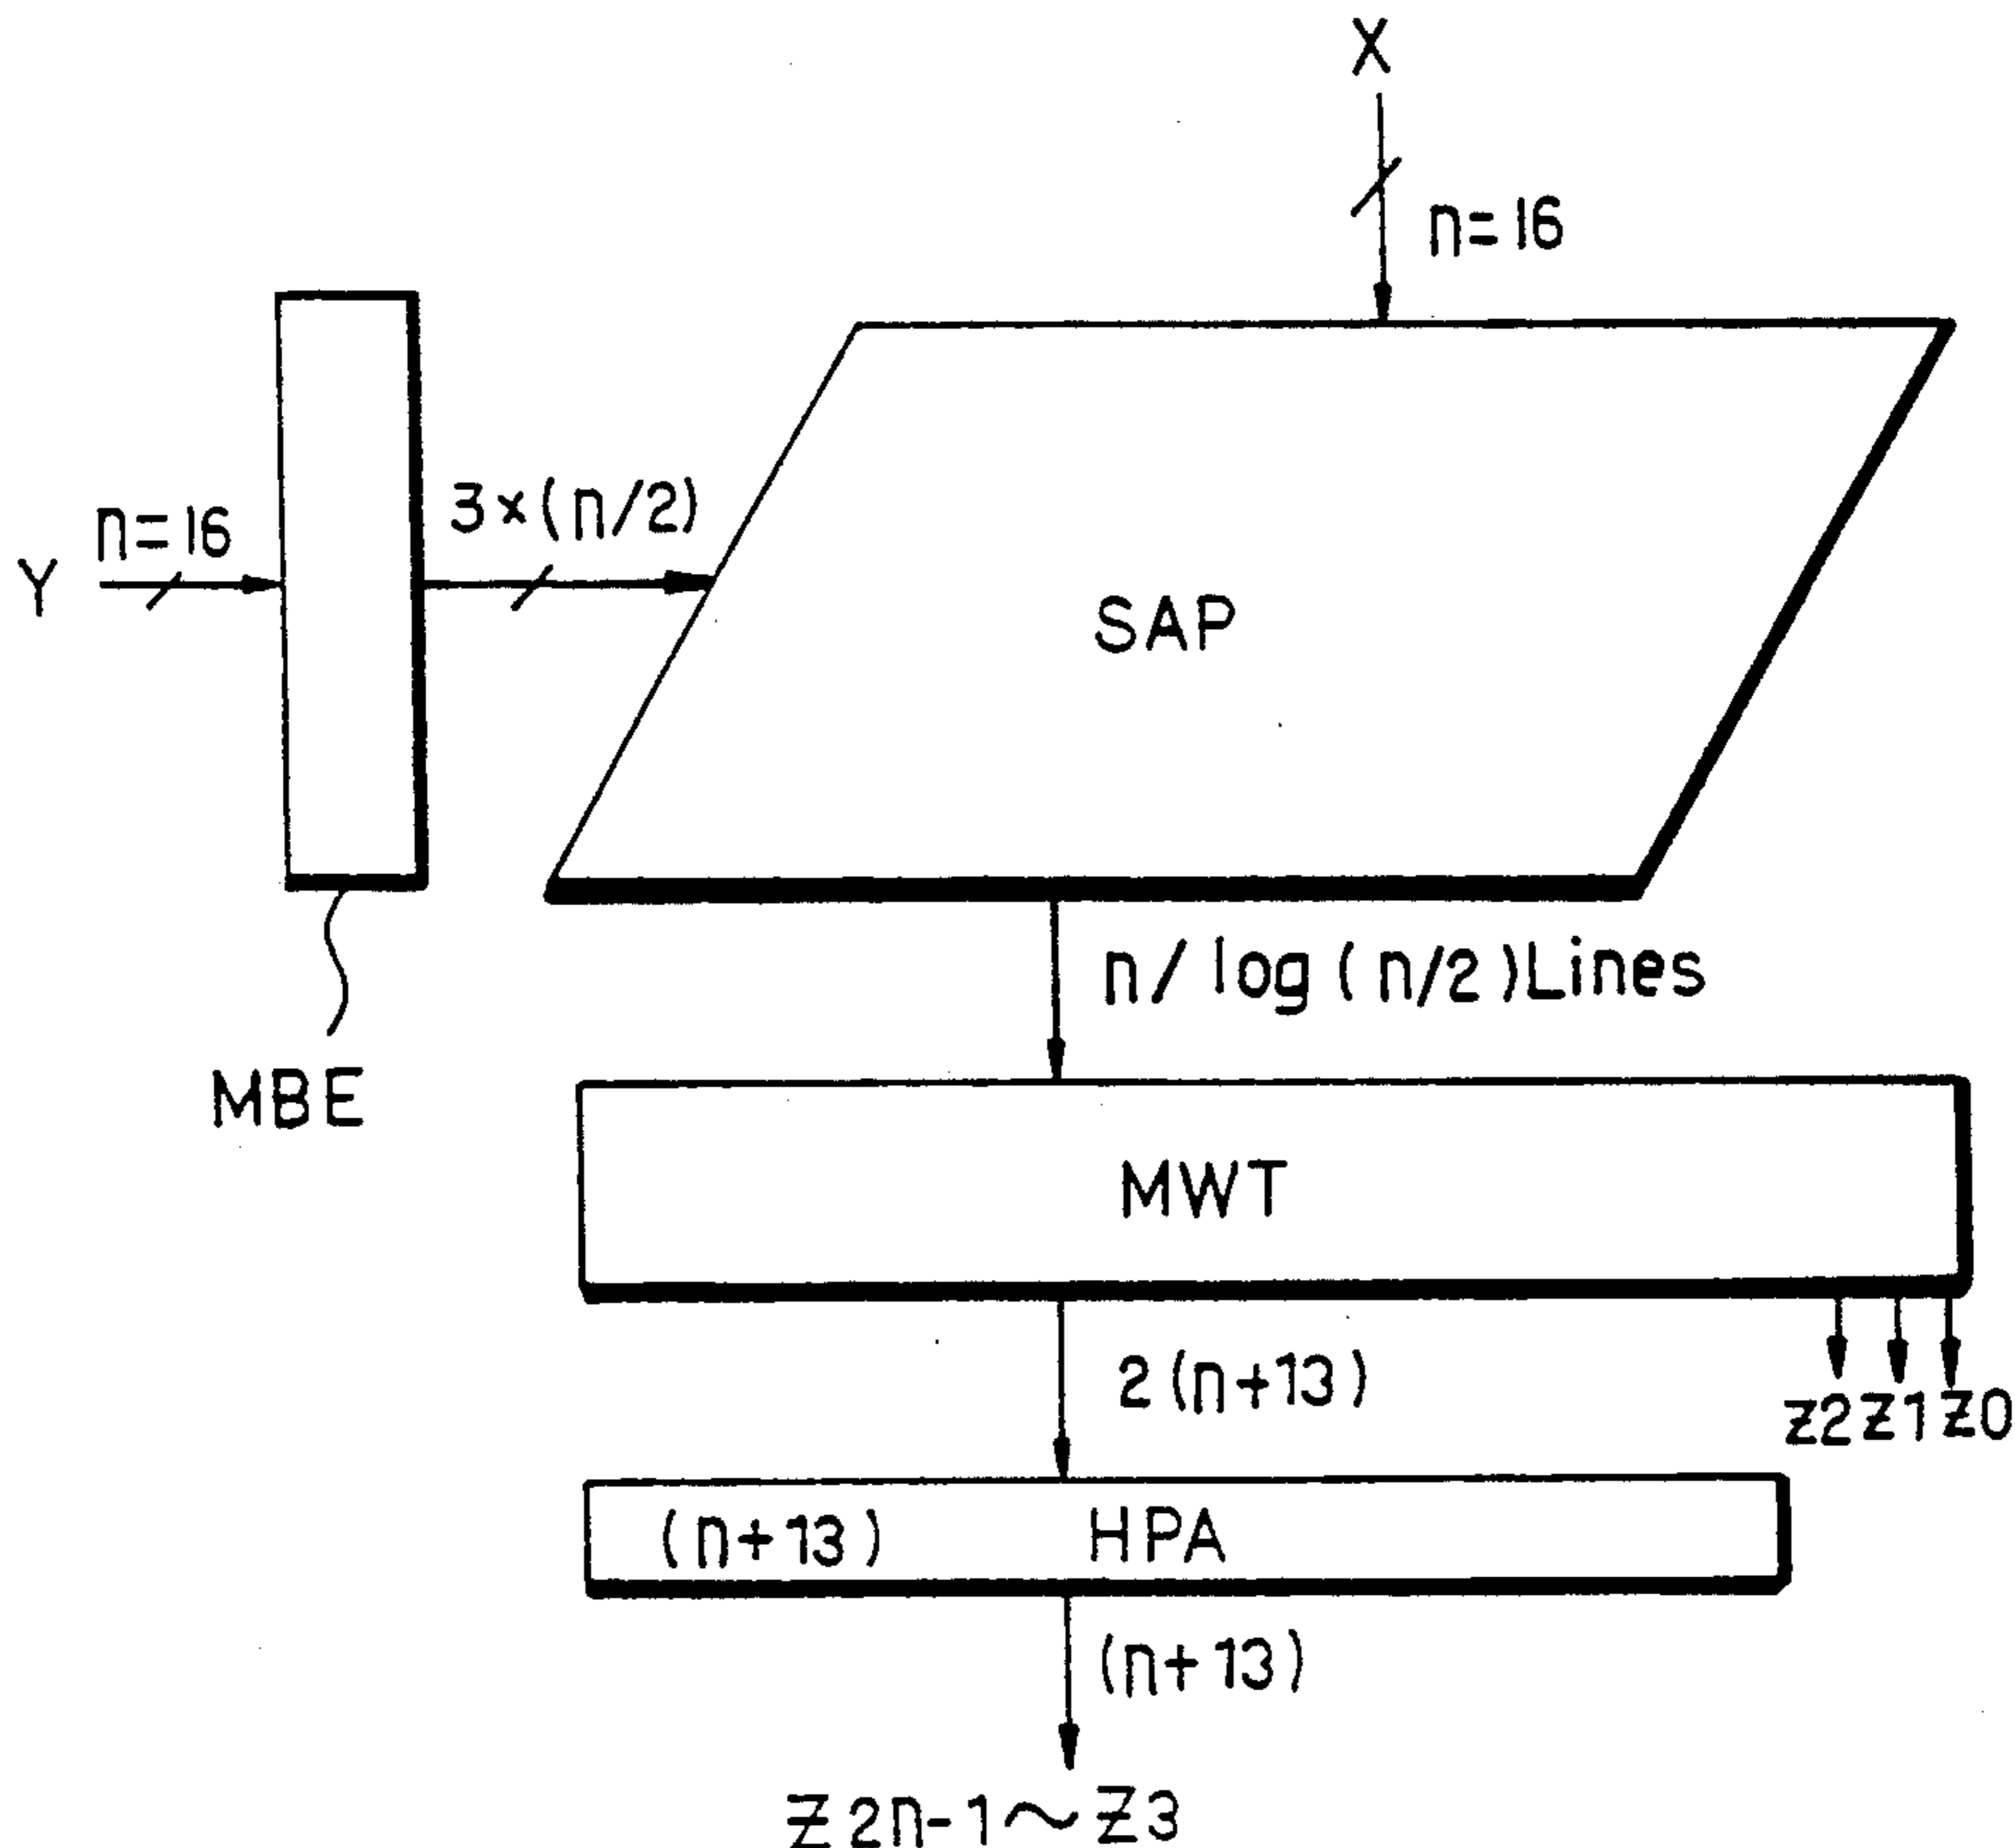 X
n=16
Y
n=16
3×(n/2)
SAP
n/log(n/2)Lines
MBE
MWT
2(n+13)
z2 z1 z0
(n+13) HPA
(n+13)
z2n-1~z3